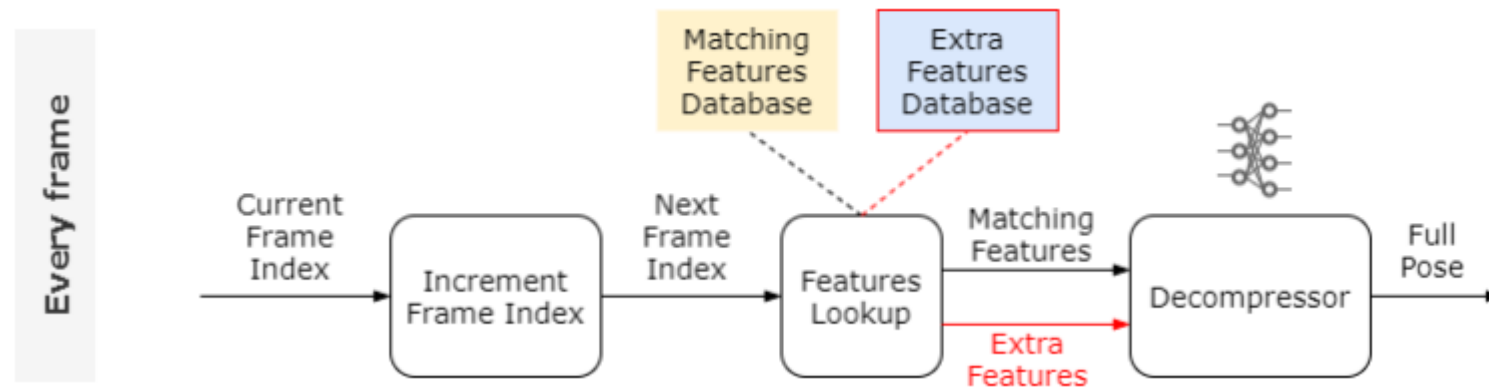 Every frame
Current
Frame
Index
Increment
Frame Index
Next
Frame
Index
Matching
Features
Database
Extra
Features
Database
Features
Lookup
Matching
Features
Extra
Features
Decompressor
Full
Pose